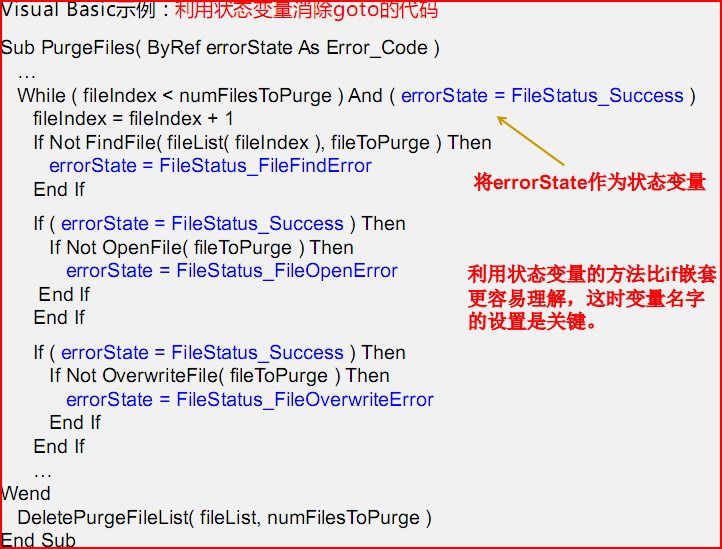 Visual Basic示例：利用状态变量消除goto的代码
Sub PurgeFiles( ByRef errorState As Error_Code )
…
While ( fileIndex < numFilesToPurge ) And ( errorState = FileStatus_Success )
fileIndex = fileIndex + 1
If Not FindFile( fileList( fileIndex ), fileToPurge ) Then
errorState = FileStatus_FileFindError
End If
将errorState作为状态变量
If ( errorState = FileStatus_Success ) Then
If Not OpenFile( fileToPurge ) Then
errorState = FileStatus_FileOpenError
End If
End If
利用状态变量的方法比if嵌套
更容易理解，这时变量名字
的设置是关键。
If ( errorState = FileStatus_Success ) Then
If Not OverwriteFile( fileToPurge ) Then
errorState = FileStatus_FileOverwriteError
End If
End If
…
Wend
DeletePurgeFileList( fileList, numFilesToPurge )
End Sub